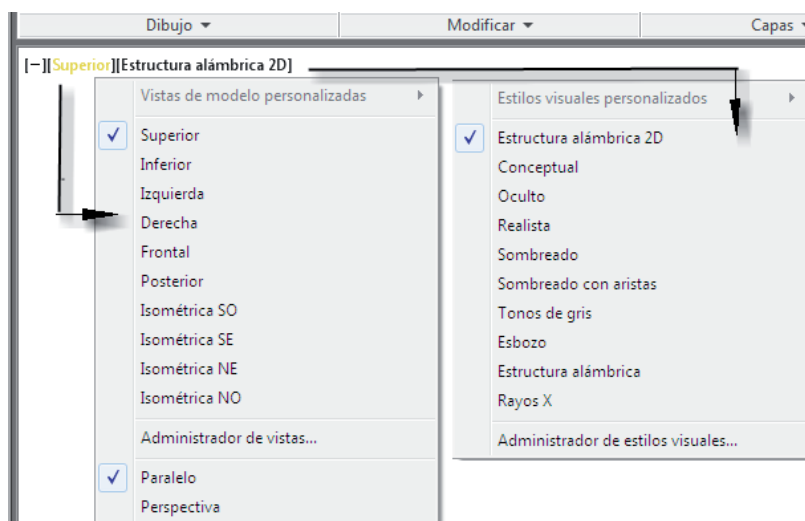 Dibujo Modificar Capas
[−][Superior][Estructura alámbrica 2D]
Vistas de modelo personalizadas
Superior
Inferior
Izquierda
Derecha
Frontal
Posterior
Isométrica SO
Isométrica SE
Isométrica NE
Isométrica NO
Administrador de vistas...
Paralelo
Perspectiva
Estilos visuales personalizados
Estructura alámbrica 2D
Conceptual
Oculto
Realista
Sombreado
Sombreado con aristas
Tonos de gris
Esbozo
Estructura alámbrica
Rayos X
Administrador de estilos visuales...